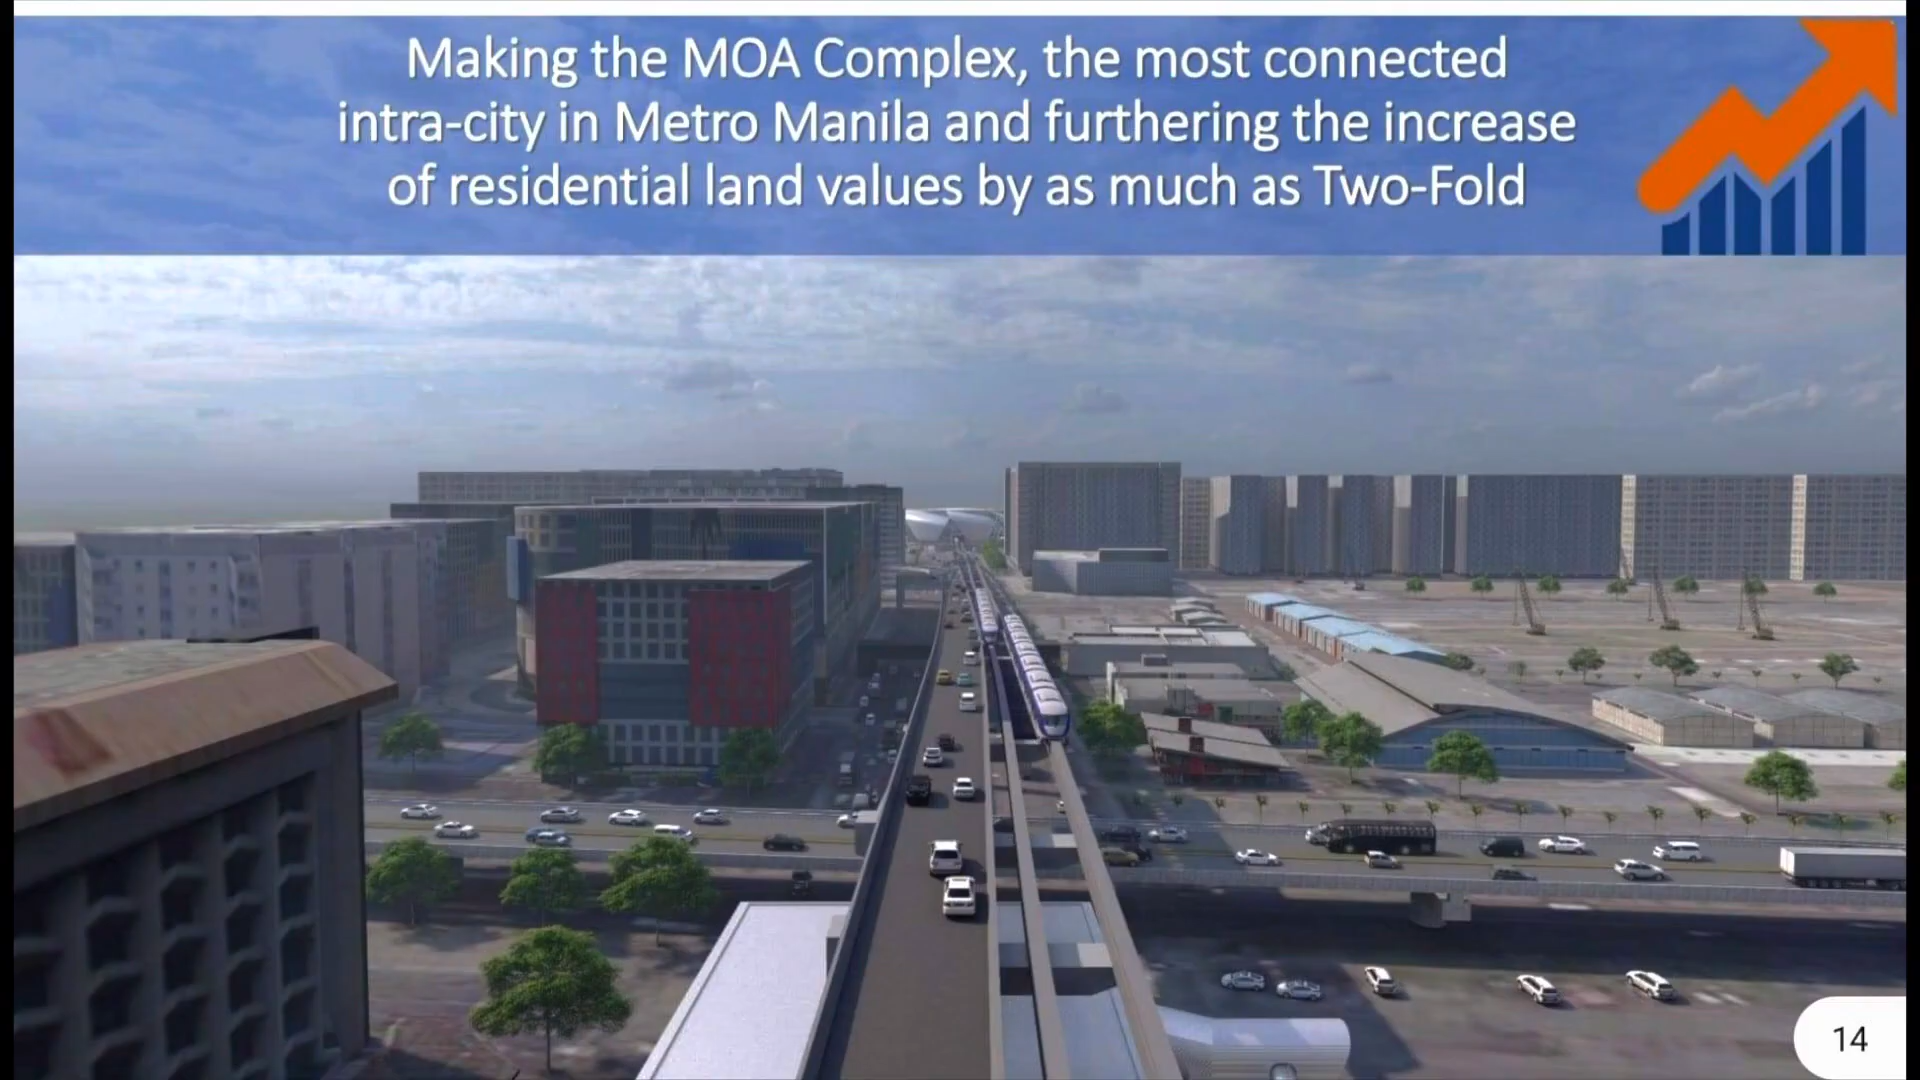 Making the MOA Complex, the most connected
intra-city in Metro Manila and furthering the increase
of residential land values by as much as Two-Fold
14